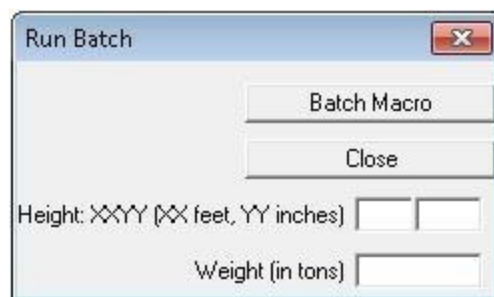 Run Batch
Batch Macro
Close
Height: XXYY (XX feet, YY inches)
Weight (in tons)